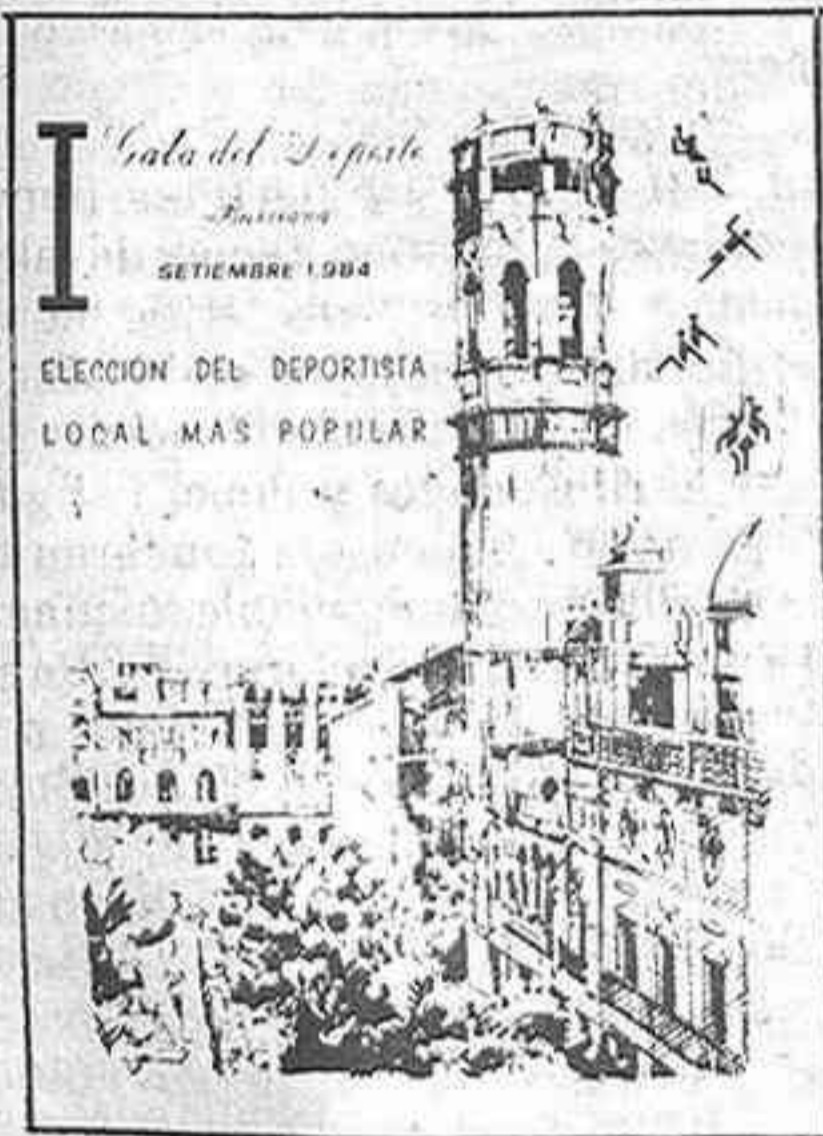 I Gala del Deporte
Burriana
SETIEMBRE 1.984
ELECCION DEL DEPORTISTA
LOCAL MAS POPULAR